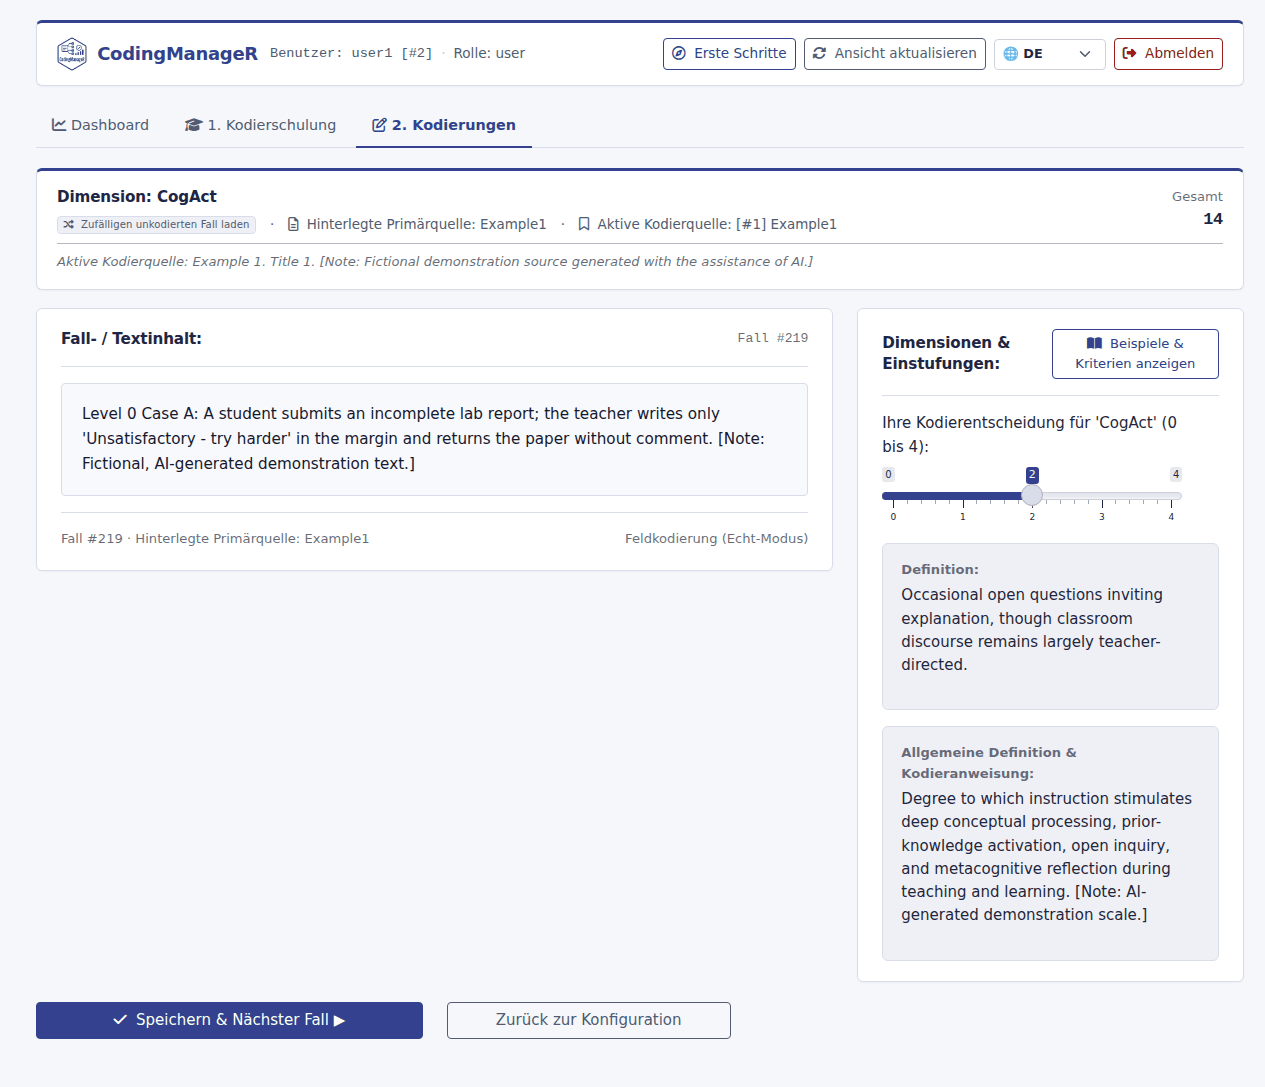 CodingManageR Benutzer: user1 [#2] · Rolle: user Erste Schritte Ansicht aktualisieren 🌐 DE Abmelden
Dashboard 1. Kodierschulung 2. Kodierungen
Dimension: CogAct
Gesamt
Zufälligen unkodierten Fall laden · Hinterlegte Primärquelle: Example1 · Aktive Kodierquelle: [#1] Example1
14
Aktive Kodierquelle: Example 1. Title 1. [Note: Fictional demonstration source generated with the assistance of AI.]
Fall- / Textinhalt:
Fall #219
Level 0 Case A: A student submits an incomplete lab report; the teacher writes only
'Unsatisfactory - try harder' in the margin and returns the paper without comment. [Note:
Fictional, AI-generated demonstration text.]
Fall #219 · Hinterlegte Primärquelle: Example1
Feldkodierung (Echt-Modus)
Dimensionen &
Einstufungen:
Beispiele &
Kriterien anzeigen
Ihre Kodierentscheidung für 'CogAct' (0
bis 4):
0 2 4
0 1 2 3 4
Definition:
Occasional open questions inviting
explanation, though classroom
discourse remains largely teacher-
directed.
Allgemeine Definition &
Kodieranweisung:
Degree to which instruction stimulates
deep conceptual processing, prior-
knowledge activation, open inquiry,
and metacognitive reflection during
teaching and learning. [Note: AI-
generated demonstration scale.]
Speichern & Nächster Fall ▶
Zurück zur Konfiguration